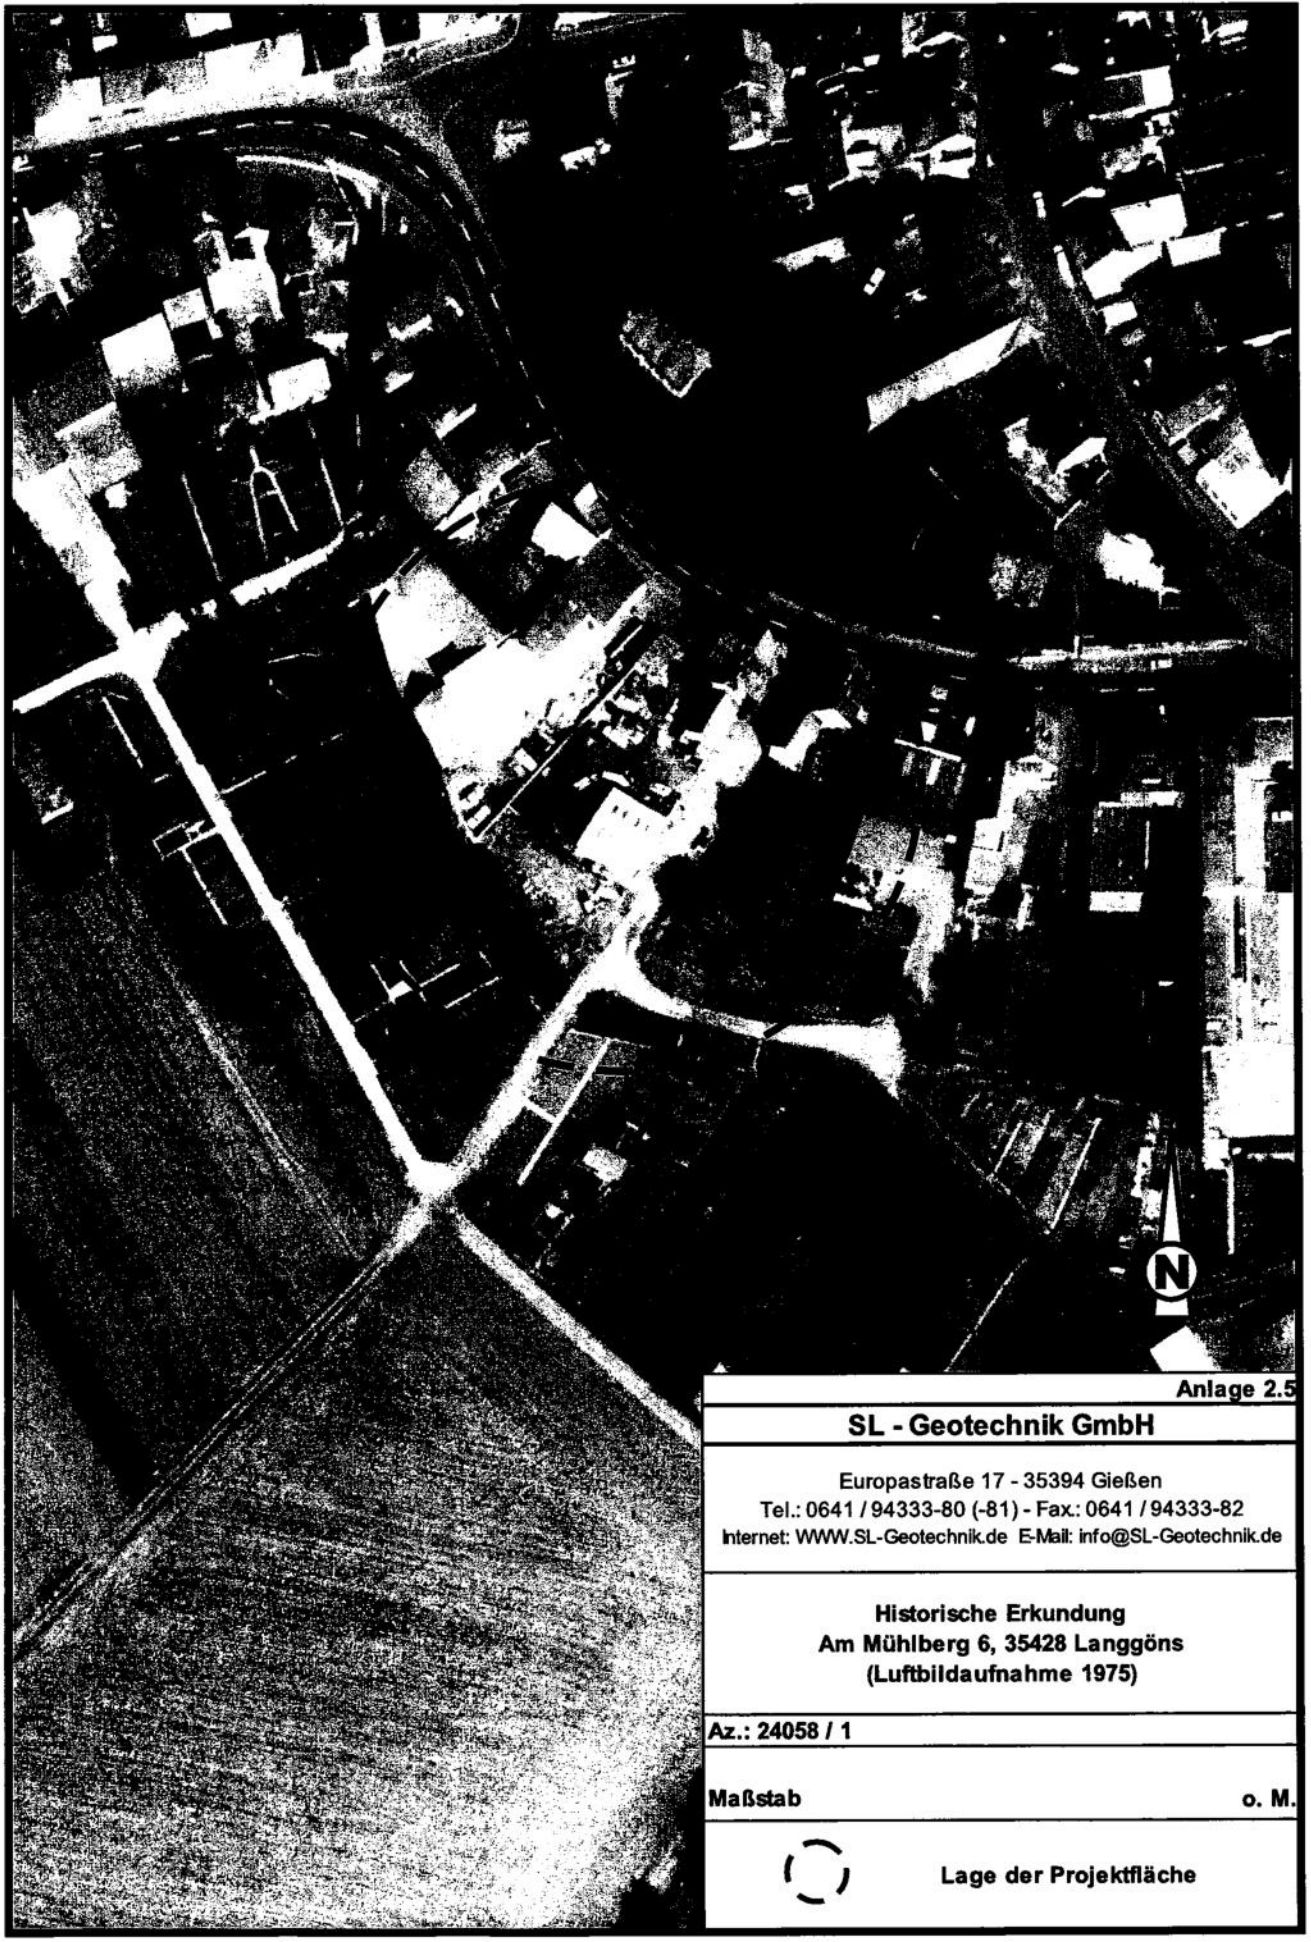 N
Anlage 2.5
SL - Geotechnik GmbH
Europastraße 17 - 35394 Gießen
Tel.: 0641 / 94333-80 (-81) - Fax.: 0641 / 94333-82
Internet: WWW.SL-Geotechnik.de E-Mail: info@SL-Geotechnik.de
Historische Erkundung
Am Mühlberg 6, 35428 Langgöns
(Luftbildaufnahme 1975)
Az.: 24058 / 1
Maßstab o. M.
Lage der Projektfläche